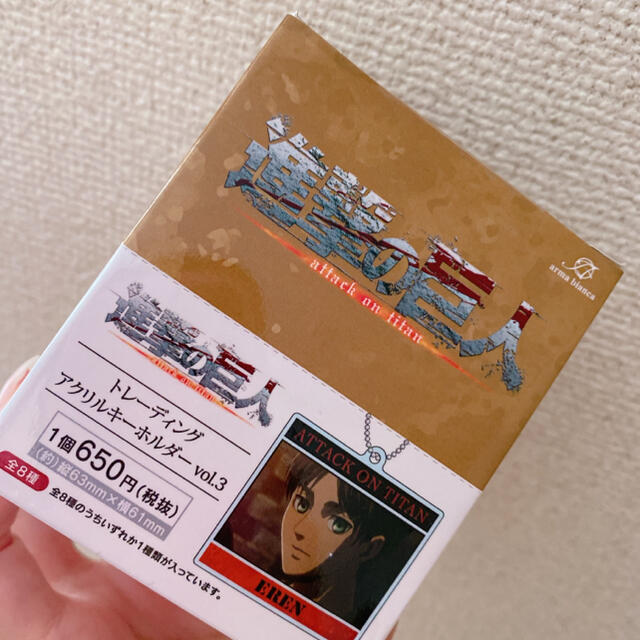 進撃の巨人
attack on titan
arma bianca
進撃の巨人
attack on titan
トレーディング
アクリルキーホルダー vol.3
1個650円(税抜)
(約)縦63mm×横61mm
全8種
全8種のうちいずれか1種類が入っています。
ATTACK ON TITAN
EREN